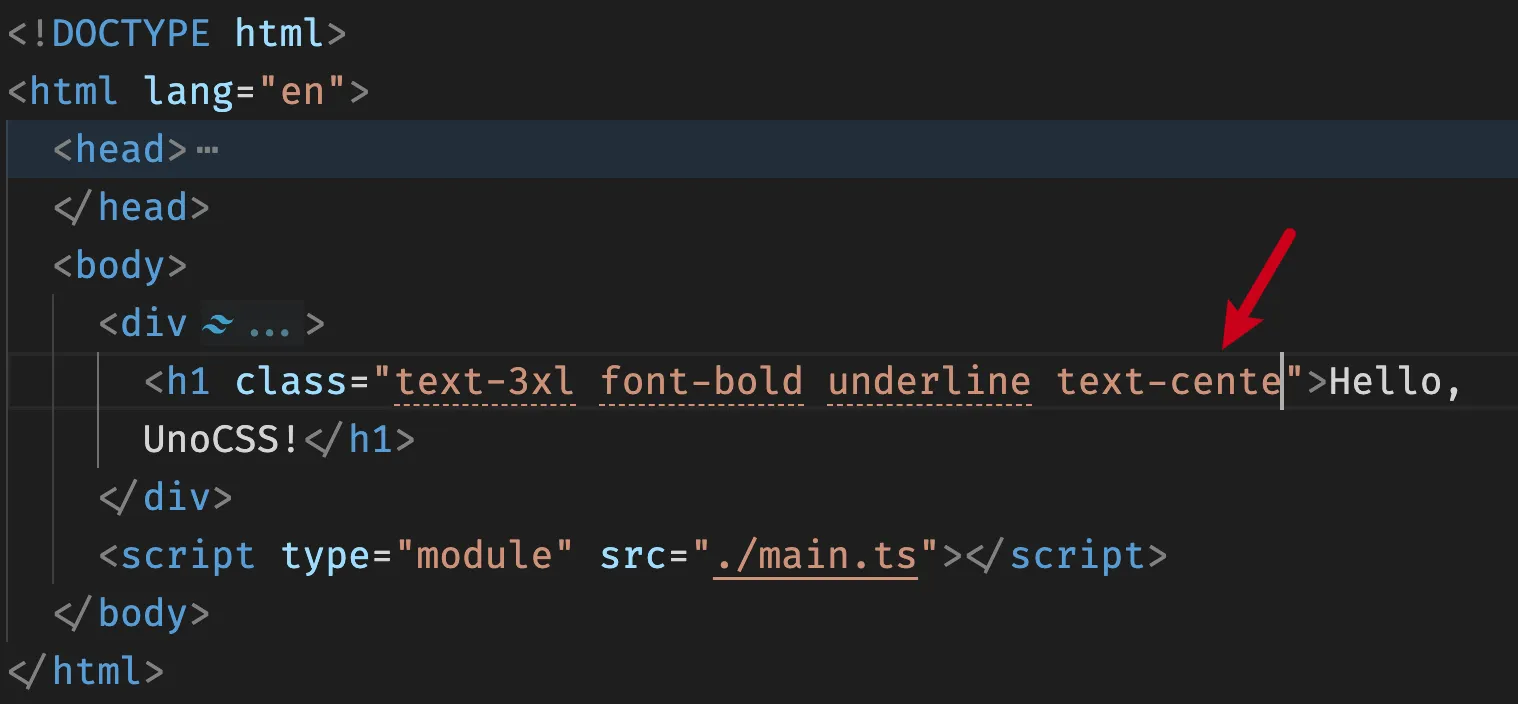 <!DOCTYPE html>
<html lang="en">
<head>…
</head>
<body>
<div ...>
<h1 class="text-3xl font-bold underline text-cente">Hello,
UnoCSS!</h1>
</div>
<script type="module" src="./main.ts"></script>
</body>
</html>